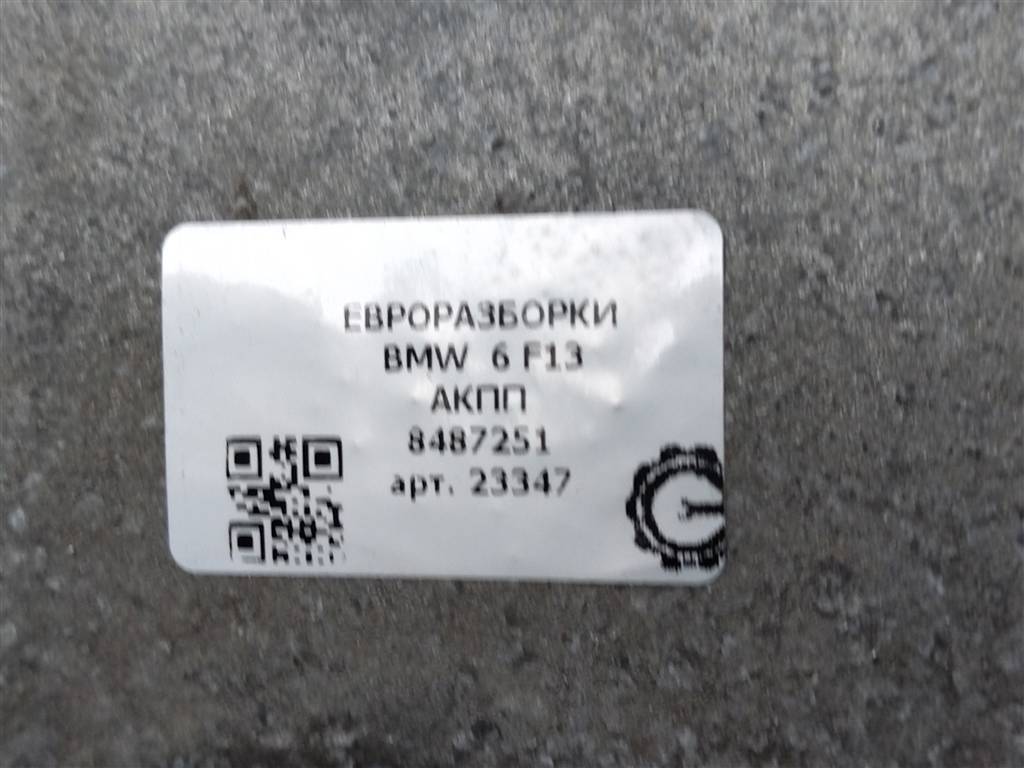 ЕВРОРАЗБОРКИ
BMW 6 F13
АКПП
8487251
арт. 23347